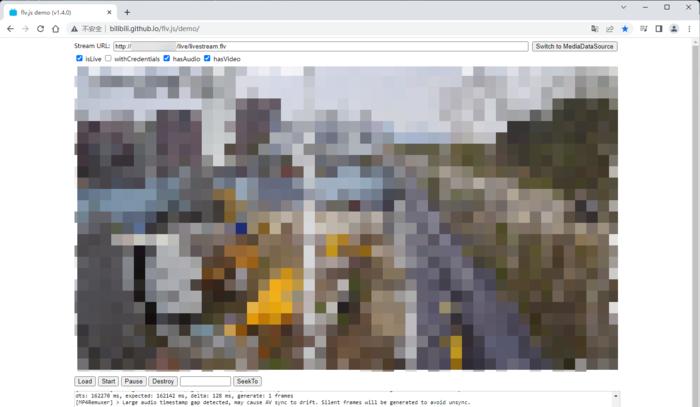 flv.js demo (v1.4.0)
不安全 | bilibili.github.io/flv.js/demo/
Stream URL: http:// /live/livestream.flv Switch to MediaDataSource
isLive withCredentials hasAudio hasVideo
Load Start Pause Destroy SeekTo
dts: 162270 ms, expected: 162142 ms, delta: 128 ms, generate: 1 frames
[MP4Remuxer] > Large audio timestamp gap detected, may cause AV sync to drift. Silent frames will be generated to avoid unsync.